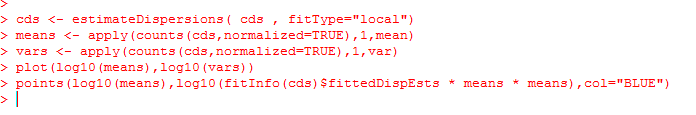 >
> cds <- estimateDispersions( cds , fitType="local")
> means <- apply(counts(cds,normalized=TRUE),1,mean)
> vars <- apply(counts(cds,normalized=TRUE),1,var)
> plot(log10(means),log10(vars))
> points(log10(means),log10(fitInfo(cds)$fittedDispEsts * means * means),col="BLUE")
>